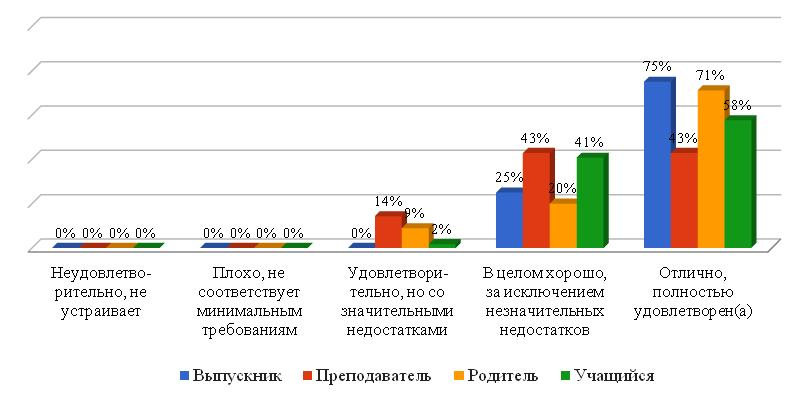 75%
71%
58%
43%
43%
41%
25%
20%
14%
9%
2%
0% 0% 0% 0%
0% 0% 0% 0%
0%
Неудовлетво-
рительно, не
устраивает
Плохо, не
соответствует
минимальным
требованиям
Удовлетвори-
тельно, но со
значительными
недостатками
В целом хорошо,
за исключением
незначительных
недостатков
Отлично,
полностью
удовлетворен(а)
Выпускник
Преподаватель
Родитель
Учащийся